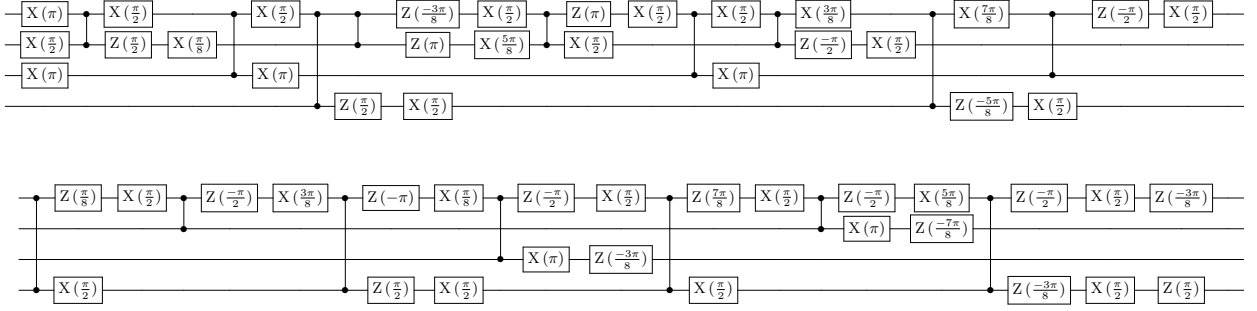 X(π) X(π/2) X(π/2) X(π/2) Z(-3π/8) X(π/2) Z(π) X(π/2) X(π/2) X(3π/8) X(7π/8) Z(-π/2) X(π/2)
X(π/2) Z(π/2) X(π/8) Z(π) X(5π/8) X(π/2) Z(-π/2) X(π/2)
X(π) X(π) X(π)
Z(π/2) X(π/2) Z(-5π/8) X(π/2)
Z(π/8) X(π/2) Z(-π/2) X(3π/8) Z(-π) X(π/8) Z(-π/2) X(π/2) Z(7π/8) X(π/2) Z(-π/2) X(5π/8) Z(-π/2) X(π/2) Z(-3π/8)
X(π) Z(-7π/8)
X(π) Z(-3π/8)
X(π/2) Z(π/2) X(π/2) X(π/2) Z(-3π/8) X(π/2) Z(π/2)